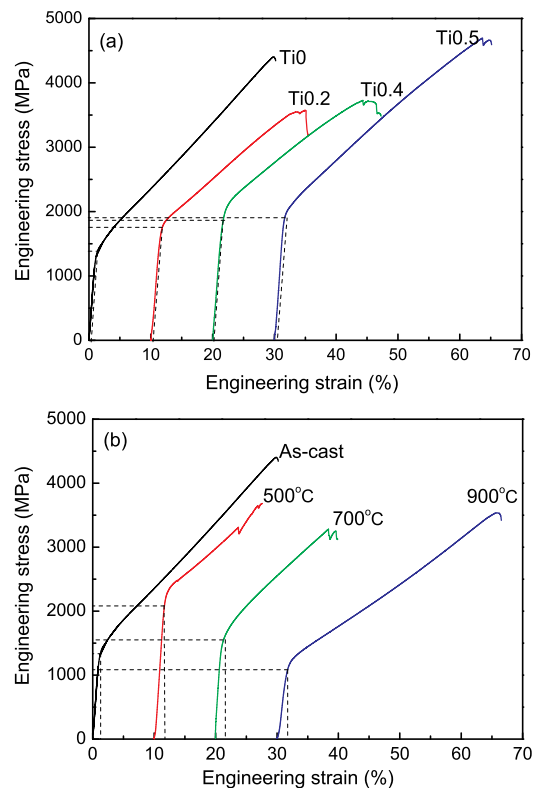 5000
4000
3000
2000
1000
0
Engineering stress (MPa)
(a)
Ti0
Ti0.2
Ti0.4
Ti0.5
0 10 20 30 40 50 60 70
Engineering strain (%)
5000
4000
3000
2000
1000
0
Engineering stress (MPa)
(b)
As-cast
500°C
700°C
900°C
0 10 20 30 40 50 60 70
Engineering strain (%)